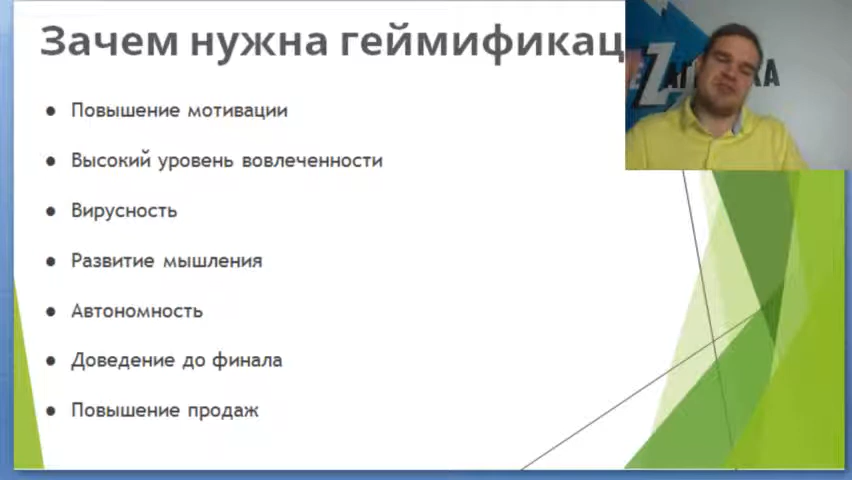 Зачем нужна геймификац
Повышение мотивации
Высокий уровень вовлеченности
Вирусность
Развитие мышления
Автономность
Доведение до финала
Повышение продаж